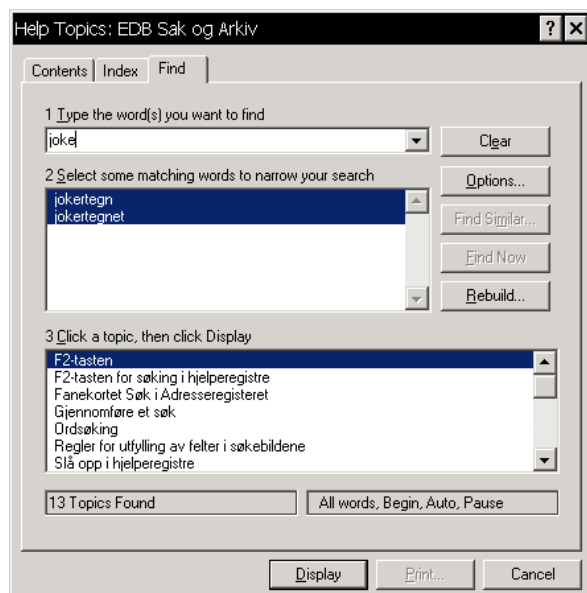 Help Topics: EDB Sak og Arkiv
Contents Index Find
1 Type the word(s) you want to find
joke
Clear
2 Select some matching words to narrow your search
Options...
jokertegn
jokertegnet
Find Similar...
Find Now
Rebuild...
3 Click a topic, then click Display
F2-tasten
F2-tasten for søking i hjelperegistre
Fanekortet Søk i Adresseregisteret
Gjennomføre et søk
Ordsøking
Regler for utfylling av felter i søkebildene
Slå opp i hjelperegistre
13 Topics Found
All words, Begin, Auto, Pause
Display Print... Cancel